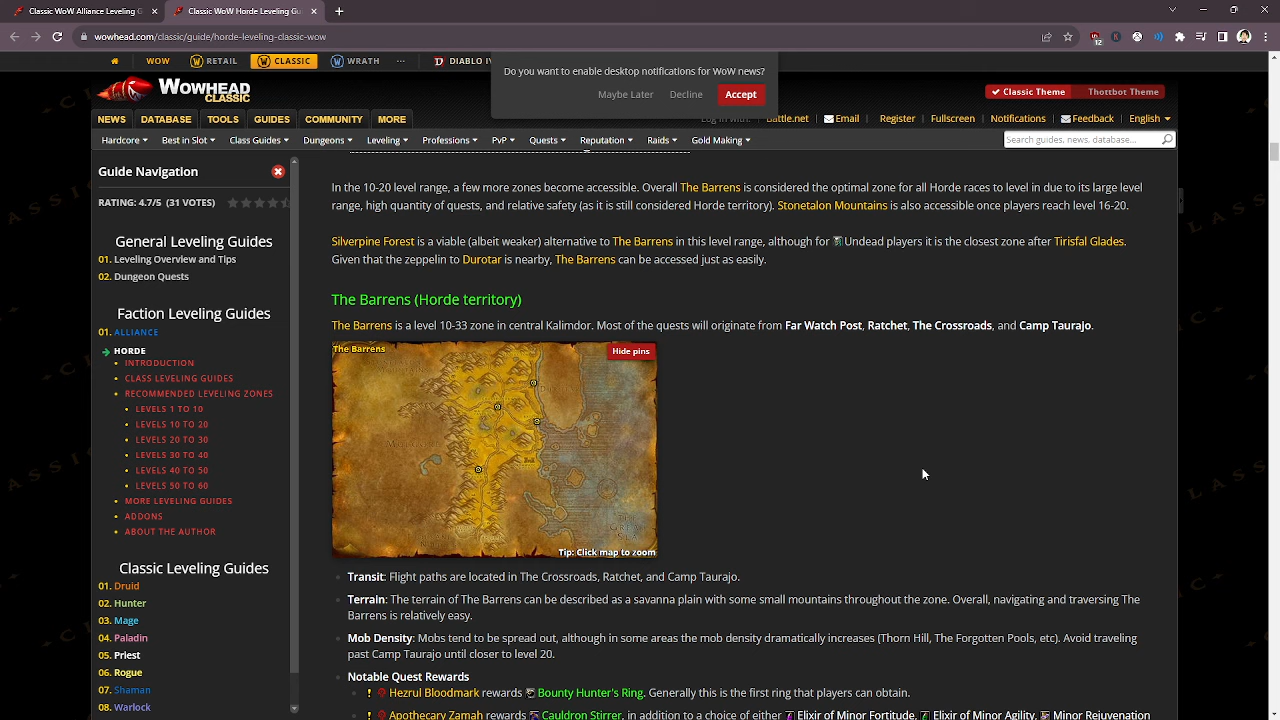 Classic WoW Alliance Leveling G
Classic WoW Horde Leveling Gu
wowhead.com/classic/guide/horde-leveling-classic-wow
WOW
RETAIL
CLASSIC
WRATH
DIABLO IV
Do you want to enable desktop notifications for WoW news?
Maybe Later
Decline
Accept
WOWHEAD
CLASSIC
Classic Theme
Thottbot Theme
NEWS
DATABASE
TOOLS
GUIDES
COMMUNITY
MORE
Battle.net
Email
Register
Fullscreen
Notifications
Feedback
English
Hardcore
Best in Slot
Class Guides
Dungeons
Leveling
Professions
PvP
Quests
Reputation
Raids
Gold Making
Search guides, news, database...
Guide Navigation
RATING: 4.7/5 (31 VOTES)
General Leveling Guides
01. Leveling Overview and Tips
02. Dungeon Quests
Faction Leveling Guides
01. ALLIANCE
HORDE
INTRODUCTION
CLASS LEVELING GUIDES
RECOMMENDED LEVELING ZONES
LEVELS 1 TO 10
LEVELS 10 TO 20
LEVELS 20 TO 30
LEVELS 30 TO 40
LEVELS 40 TO 50
LEVELS 50 TO 60
MORE LEVELING GUIDES
ADDONS
ABOUT THE AUTHOR
Classic Leveling Guides
01. Druid
02. Hunter
03. Mage
04. Paladin
05. Priest
06. Rogue
07. Shaman
08. Warlock
In the 10-20 level range, a few more zones become accessible. Overall The Barrens is considered the optimal zone for all Horde races to level in due to its large level
range, high quantity of quests, and relative safety (as it is still considered Horde territory). Stonetalon Mountains is also accessible once players reach level 16-20.
Silverpine Forest is a viable (albeit weaker) alternative to The Barrens in this level range, although for Undead players it is the closest zone after Tirisfal Glades.
Given that the zeppelin to Durotar is nearby, The Barrens can be accessed just as easily.
The Barrens (Horde territory)
The Barrens is a level 10-33 zone in central Kalimdor. Most of the quests will originate from Far Watch Post, Ratchet, The Crossroads, and Camp Taurajo.
The Barrens
Hide pins
THE GREAT SEA
Tip: Click map to zoom
Transit: Flight paths are located in The Crossroads, Ratchet, and Camp Taurajo.
Terrain: The terrain of The Barrens can be described as a savanna plain with some small mountains throughout the zone. Overall, navigating and traversing The
Barrens is relatively easy.
Mob Density: Mobs tend to be spread out, although in some areas the mob density dramatically increases (Thorn Hill, The Forgotten Pools, etc). Avoid traveling
past Camp Taurajo until closer to level 20.
Notable Quest Rewards
Hezrul Bloodmark rewards Bounty Hunter's Ring. Generally this is the first ring that players can obtain.
Apothecary Zamah rewards Cauldron Stirrer, in addition to a choice of either Elixir of Minor Fortitude, Elixir of Minor Agility, Minor Rejuvenation